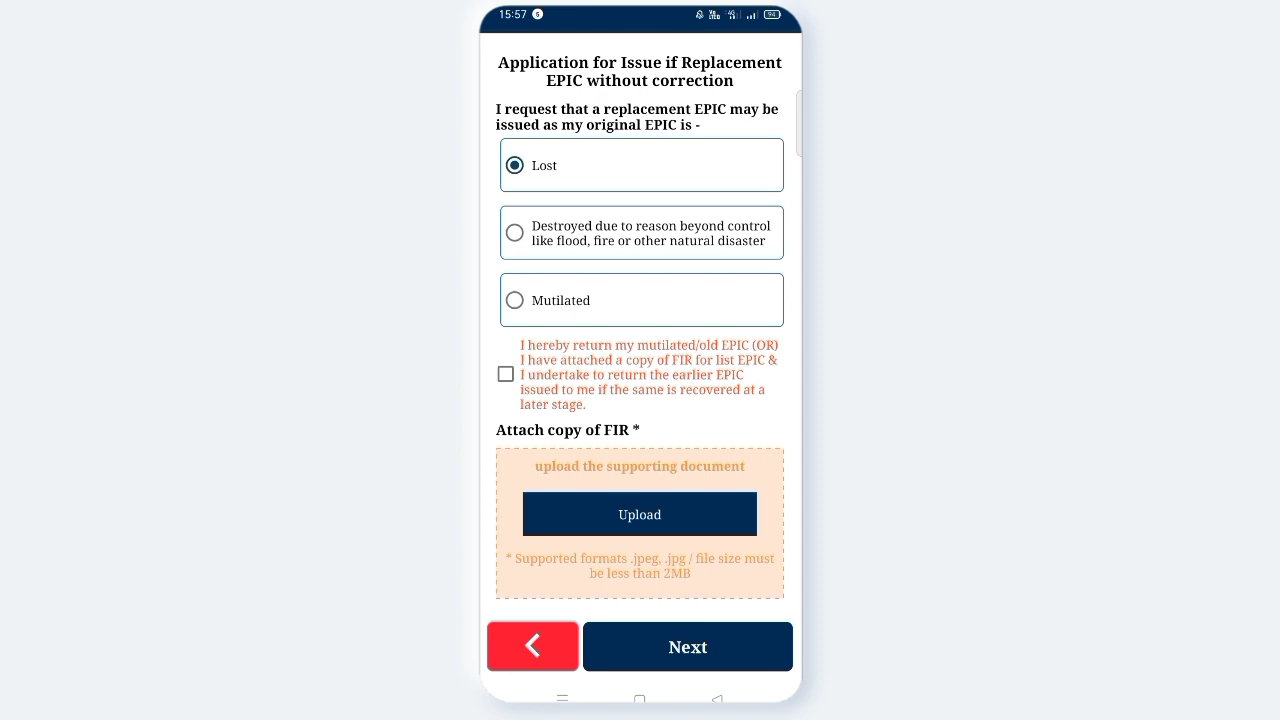 15:57
94
Application for Issue if Replacement
EPIC without correction
I request that a replacement EPIC may be
issued as my original EPIC is -
Lost
Destroyed due to reason beyond control
like flood, fire or other natural disaster
Mutilated
I hereby return my mutilated/old EPIC (OR)
I have attached a copy of FIR for list EPIC &
I undertake to return the earlier EPIC
issued to me if the same is recovered at a
later stage.
Attach copy of FIR *
upload the supporting document
Upload
* Supported formats .jpeg, .jpg / file size must
be less than 2MB
Next